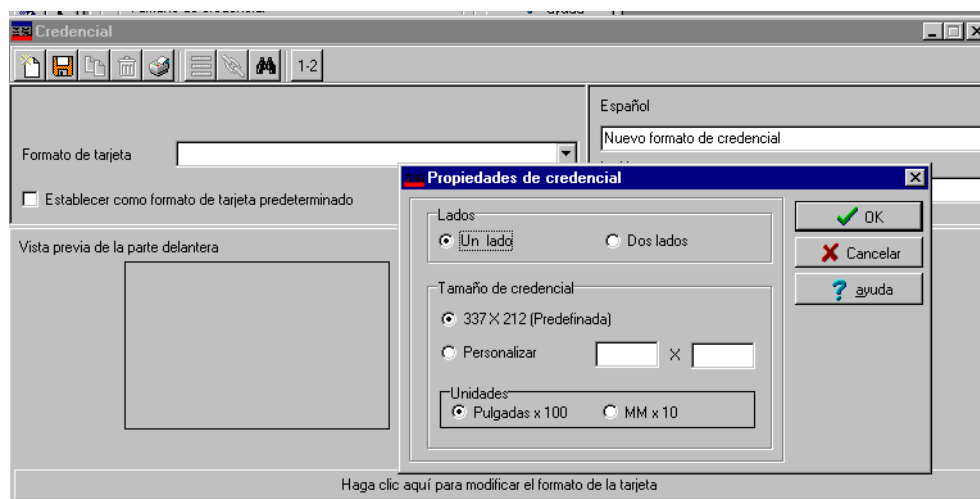 ayuda
Credencial
1-2
Español
Nuevo formato de credencial
Formato de tarjeta
Establecer como formato de tarjeta predeterminado
Vista previa de la parte delantera
Propiedades de credencial
Lados
Un lado
Dos lados
OK
Cancelar
ayuda
Tamaño de credencial
337 X 212 (Predefinada)
Personalizar
X
Unidades
Pulgadas x 100
MM x 10
Haga clic aquí para modificar el formato de la tarjeta